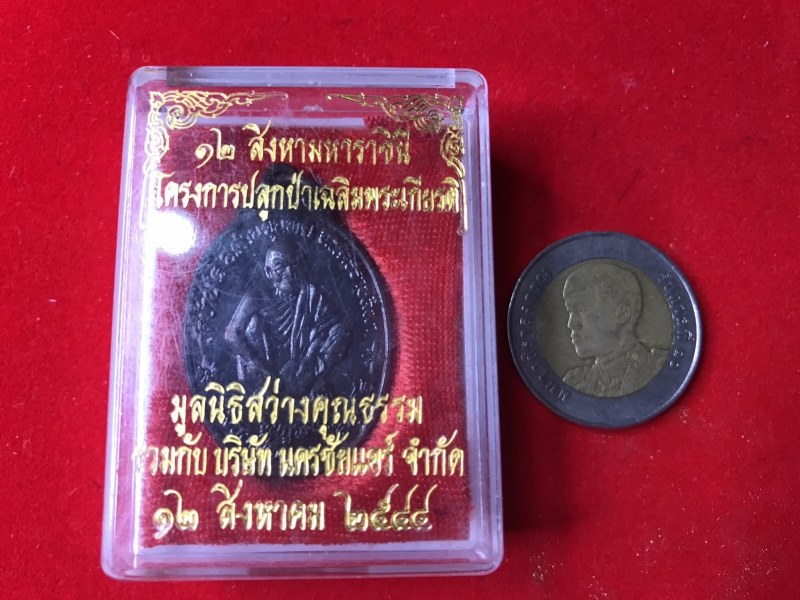 ๑๒ สิงหามหาราชินี
โครงการปลูกป่าเฉลิมพระเกียรติ
มูลนิธิสว่างคุณธรรม
ร่วมกับ บริษัท นครชัยแอร์ จำกัด
๑๒ สิงหาคม ๒๕๔๔